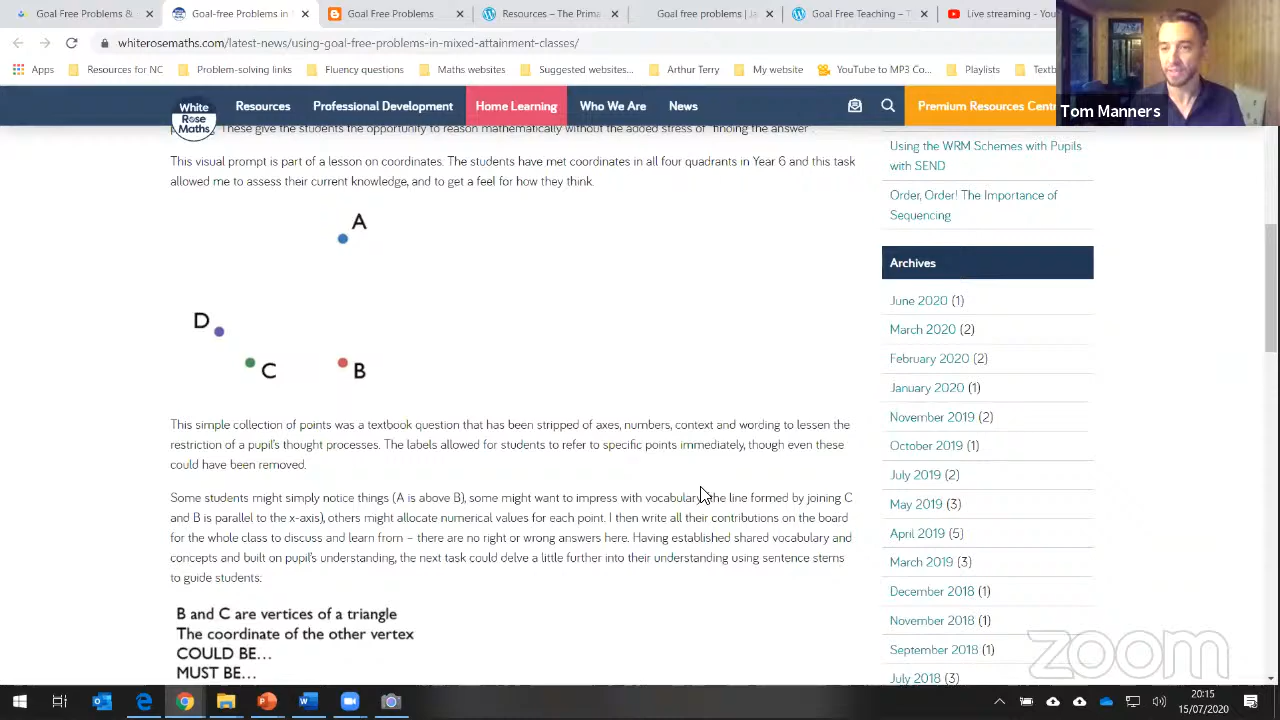 Goal Free Problems &
Goal-free Problems in
Goal Free Problems
Resources – The Prima
Goal free problems | Ja
Goal Free Teaching – T
Live streaming - You
whiterosemaths.com/latest-news/using-goal-free-problems-in-mixed-attainment-classes/
Apps
Resources for NC
Problem-solving links
Fluendy questions
Maths websites
Suggested websites...
Arthur Terry
My website
YouTube to MP3 Co...
Playlists
Textb
Tom Manners
White
Rose
Maths
Resources
Professional Development
Home Learning
Who We Are
News
Premium Resources Centr
These give the students the opportunity to reason mathematically without the added stress of 'finding the answer'.
This visual prompt is part of a lesson on coordinates. The students have met coordinates in all four quadrants in Year 6 and this task
allowed me to assess their current knowledge, and to get a feel for how they think.
A
D
C
B
This simple collection of points was a textbook question that has been stripped of axes, numbers, context and wording to lessen the
restriction of a pupil's thought processes. The labels allowed for students to refer to specific points immediately, though even these
could have been removed.
Some students might simply notice things (A is above B), some might want to impress with vocabulary the line formed by joining C
and B is parallel to the x-axis), others might allocate numerical values for each point. I then write all their contributions on the board
for the whole class to discuss and learn from – there are no right or wrong answers here. Having established shared vocabulary and
concepts and built on pupil's understanding, the next task could delve a little further into their understanding using sentence stems
to guide students:
B and C are vertices of a triangle
The coordinate of the other vertex
COULD BE...
MUST BE...
Using the WRM Schemes with Pupils
with SEND
Order, Order! The Importance of
Sequencing
Archives
June 2020 (1)
March 2020 (2)
February 2020 (2)
January 2020 (1)
November 2019 (2)
October 2019 (1)
July 2019 (2)
May 2019 (3)
April 2019 (5)
March 2019 (3)
December 2018 (1)
November 2018 (1)
September 2018 (1)
July 2018 (3)
zoom
20:15
15/07/2020